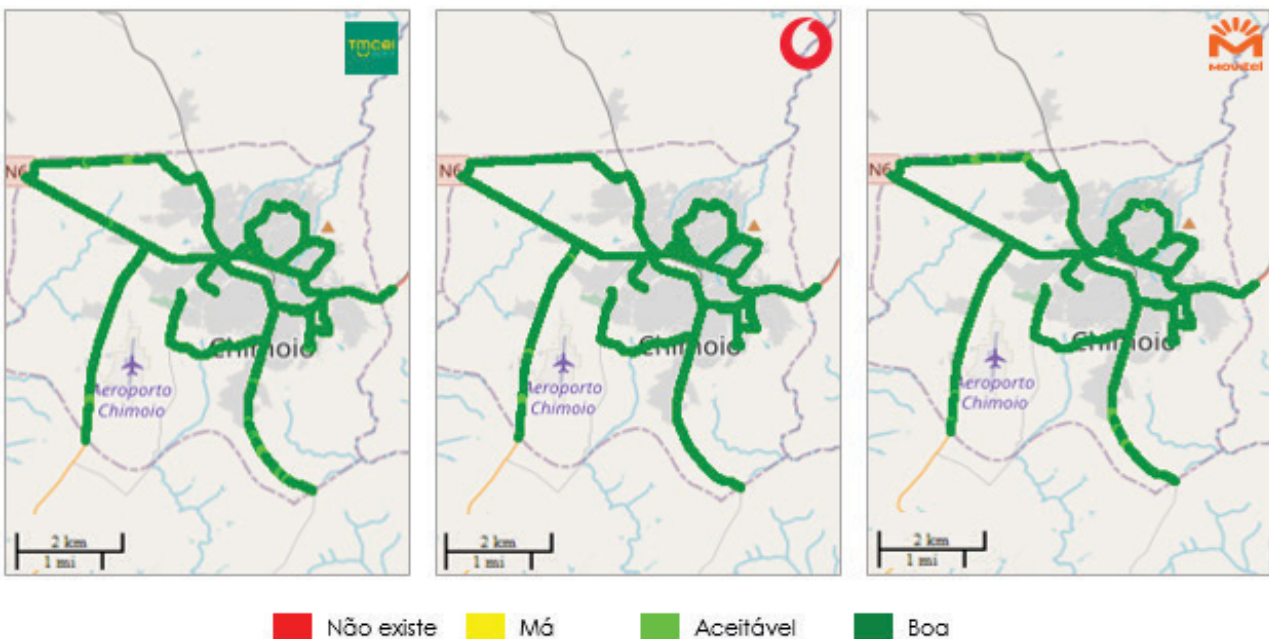 Tmcel
N6
Chimoio
Aeroporto
Chimoio
2 km
1 mi
N6
Chimoio
Aeroporto
Chimoio
2 km
1 mi
Movitel
N6
Chimoio
Aeroporto
Chimoio
2 km
1 mi
Não existe
Má
Aceitável
Boa